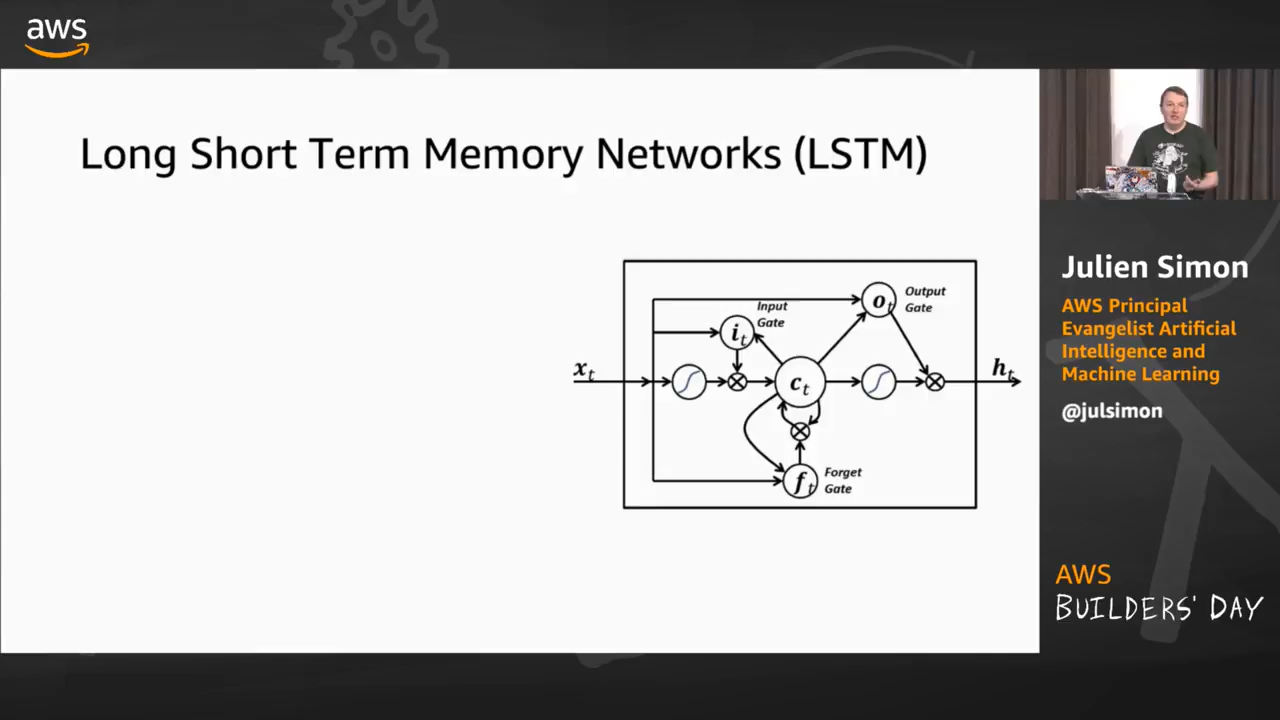 aws
Long Short Term Memory Networks (LSTM)
Output
Gate
Input
Gate
o_t
i_t
x_t
c_t
h_t
f_t
Forget
Gate
Julien Simon
AWS Principal
Evangelist Artificial
Intelligence and
Machine Learning
@julsimon
AWS
BUILDERS' DAY